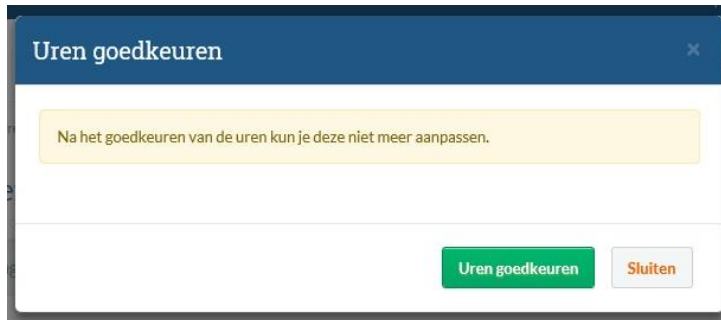 Uren goedkeuren
Na het goedkeuren van de uren kun je deze niet meer aanpassen.
Uren goedkeuren
Sluiten